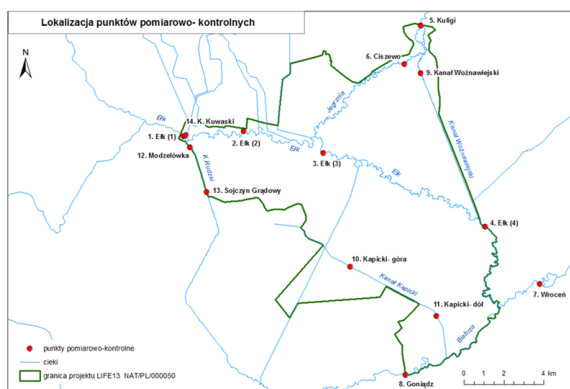 Lokalizacja punktów pomiarowo- kontrolnych
5. Kuligi
N
6. Ciszewo
9. Kanał Woźnawiejski
Jegrznia
Ełk
14. K. Kuwaski
1. Ełk (1)
2. Ełk (2)
Kanał Woźnawiejski
12. Modzelówka
Ełk
3. Ełk (3)
K.Rudzki
Ełk
13. Sojczyn Grądowy
4. Ełk (4)
10. Kapicki- góra
Kanał Kapicki
7. Wroceń
11. Kapicki- dół
Biebrza
punkty pomiarowo-kontrolne
cieki
granica projektu LIFE13 NAT/PL/000050
8. Goniądz
0 1 2 4 km